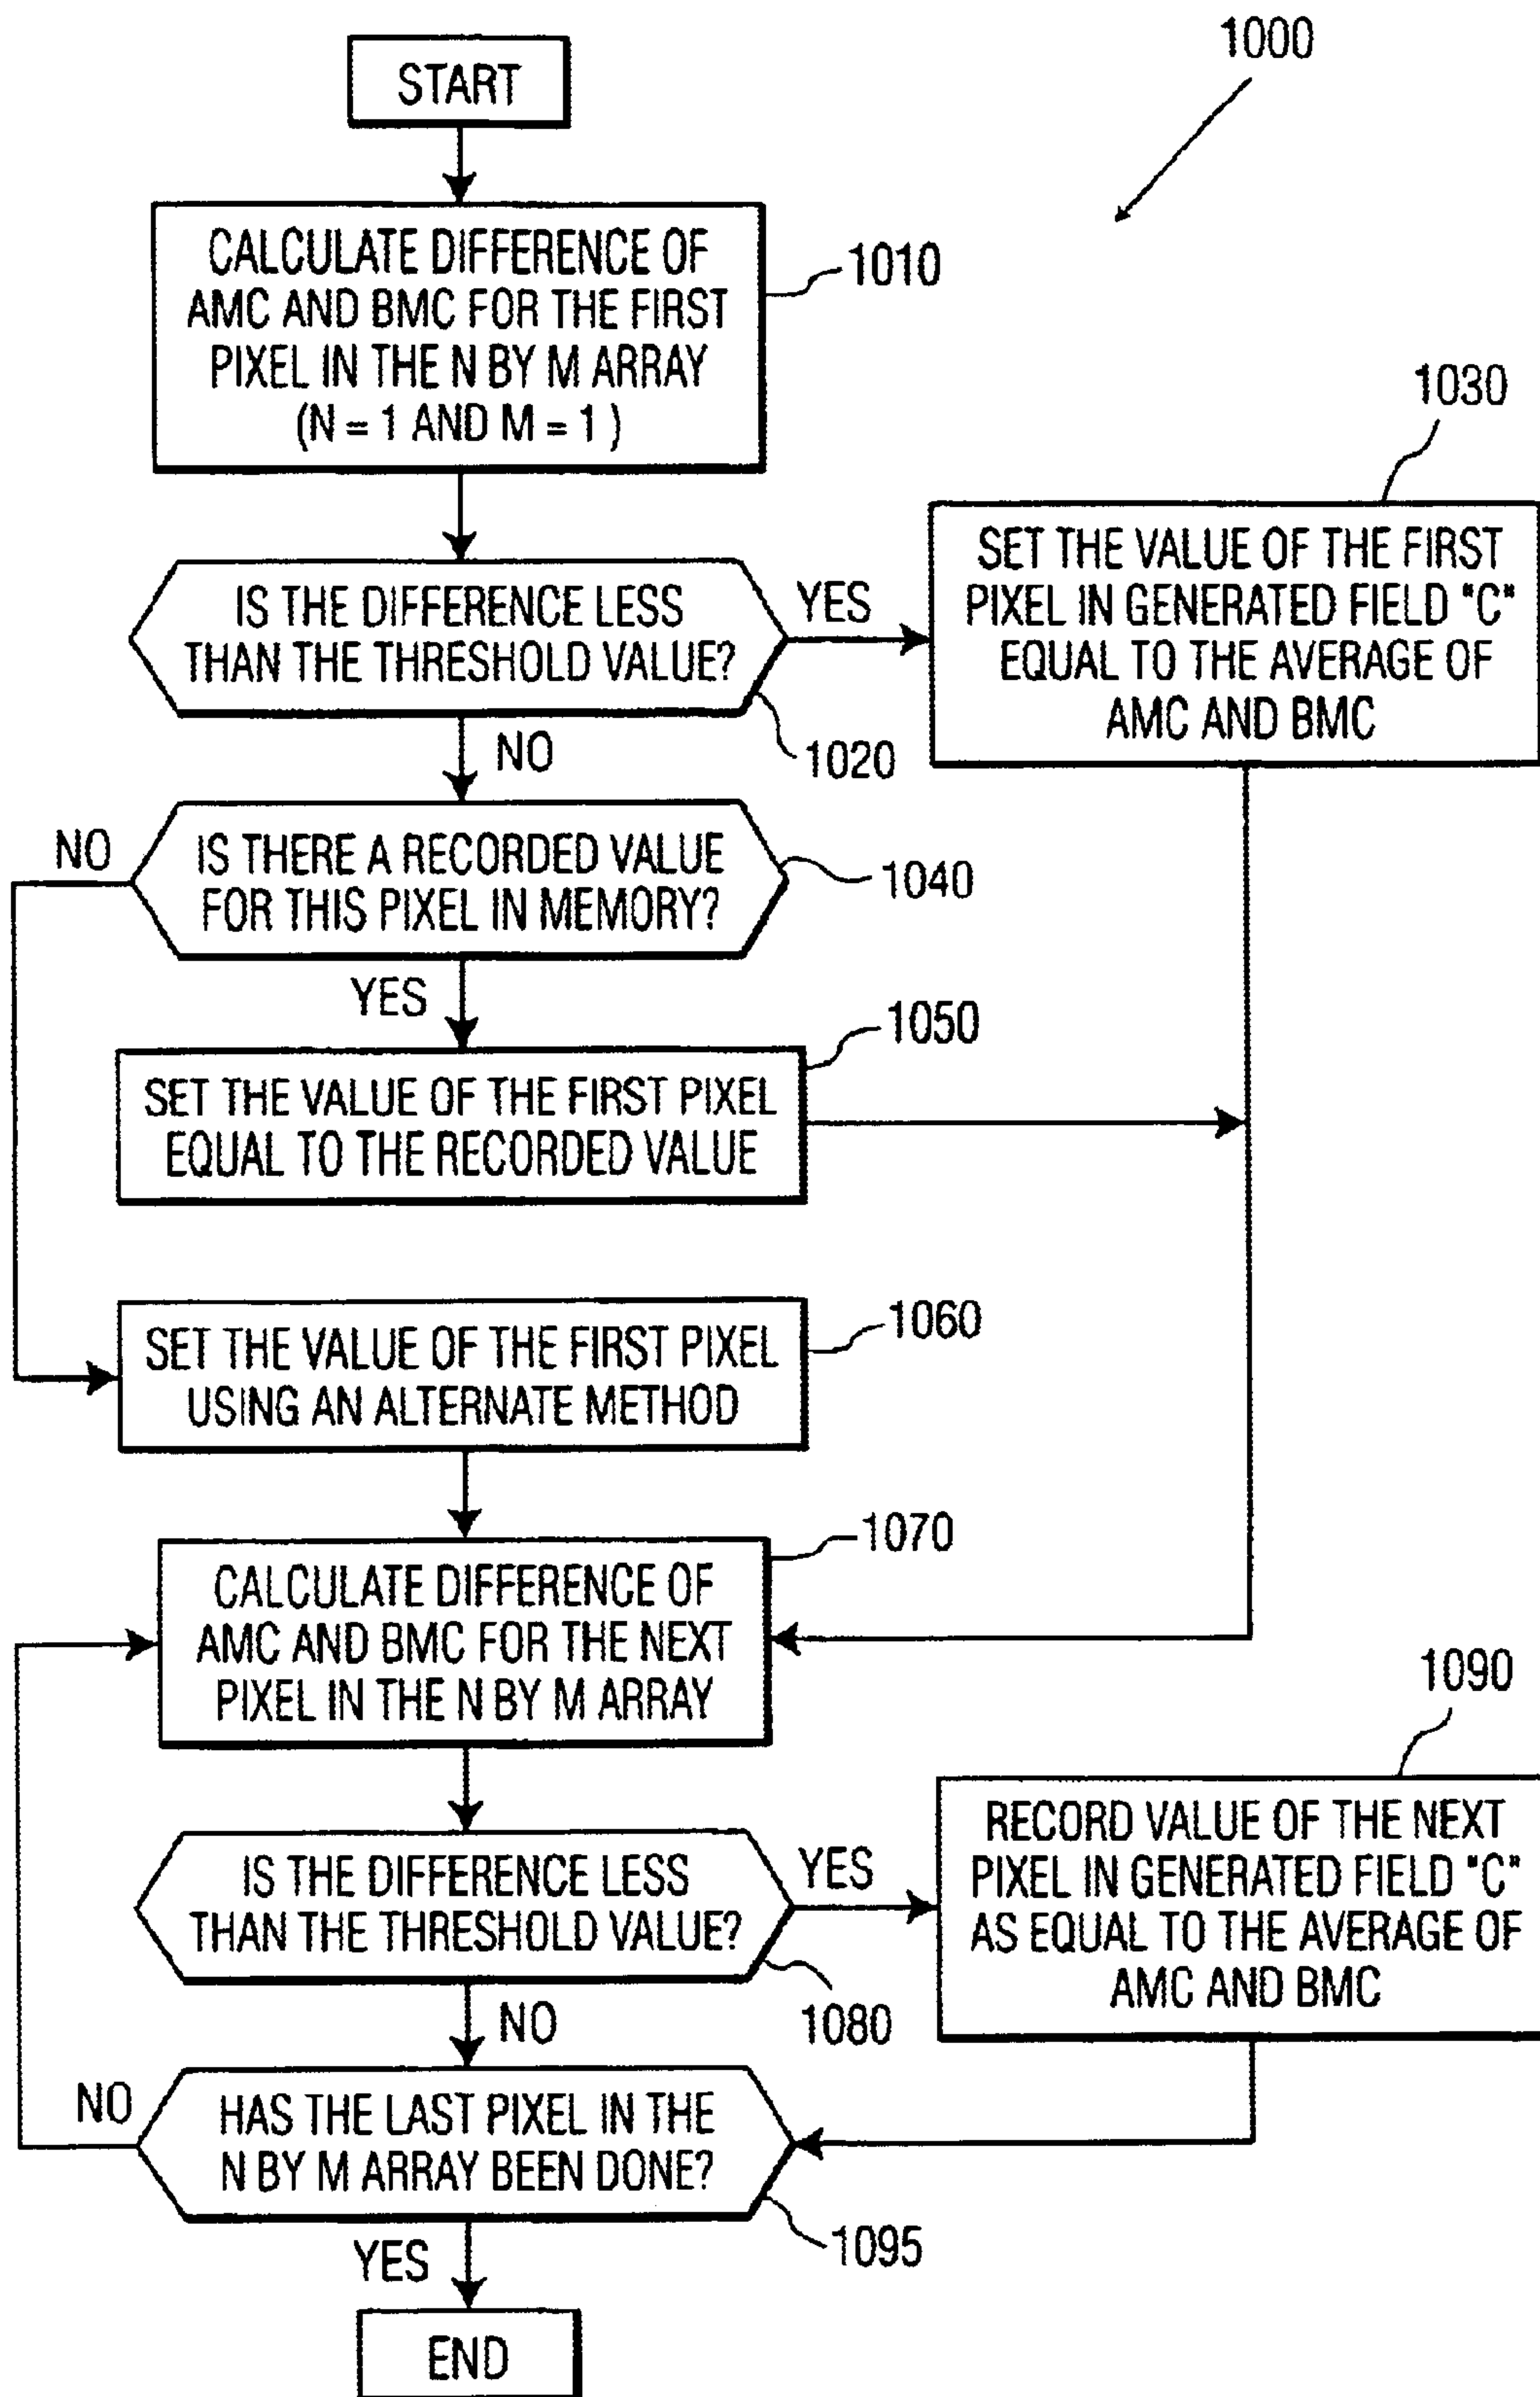 1000
START
CALCULATE DIFFERENCE OF
AMC AND BMC FOR THE FIRST
PIXEL IN THE N BY M ARRAY
(N = 1 AND M = 1 )
1010
1030
SET THE VALUE OF THE FIRST
PIXEL IN GENERATED FIELD "C"
EQUAL TO THE AVERAGE OF
AMC AND BMC
IS THE DIFFERENCE LESS
THAN THE THRESHOLD VALUE?
YES
1020
NO
IS THERE A RECORDED VALUE
FOR THIS PIXEL IN MEMORY?
NO
1040
YES
1050
SET THE VALUE OF THE FIRST PIXEL
EQUAL TO THE RECORDED VALUE
1060
SET THE VALUE OF THE FIRST PIXEL
USING AN ALTERNATE METHOD
1070
CALCULATE DIFFERENCE OF
AMC AND BMC FOR THE NEXT
PIXEL IN THE N BY M ARRAY
1090
RECORD VALUE OF THE NEXT
PIXEL IN GENERATED FIELD "C"
AS EQUAL TO THE AVERAGE OF
AMC AND BMC
IS THE DIFFERENCE LESS
THAN THE THRESHOLD VALUE?
YES
1080
NO
HAS THE LAST PIXEL IN THE
N BY M ARRAY BEEN DONE?
NO
1095
YES
END